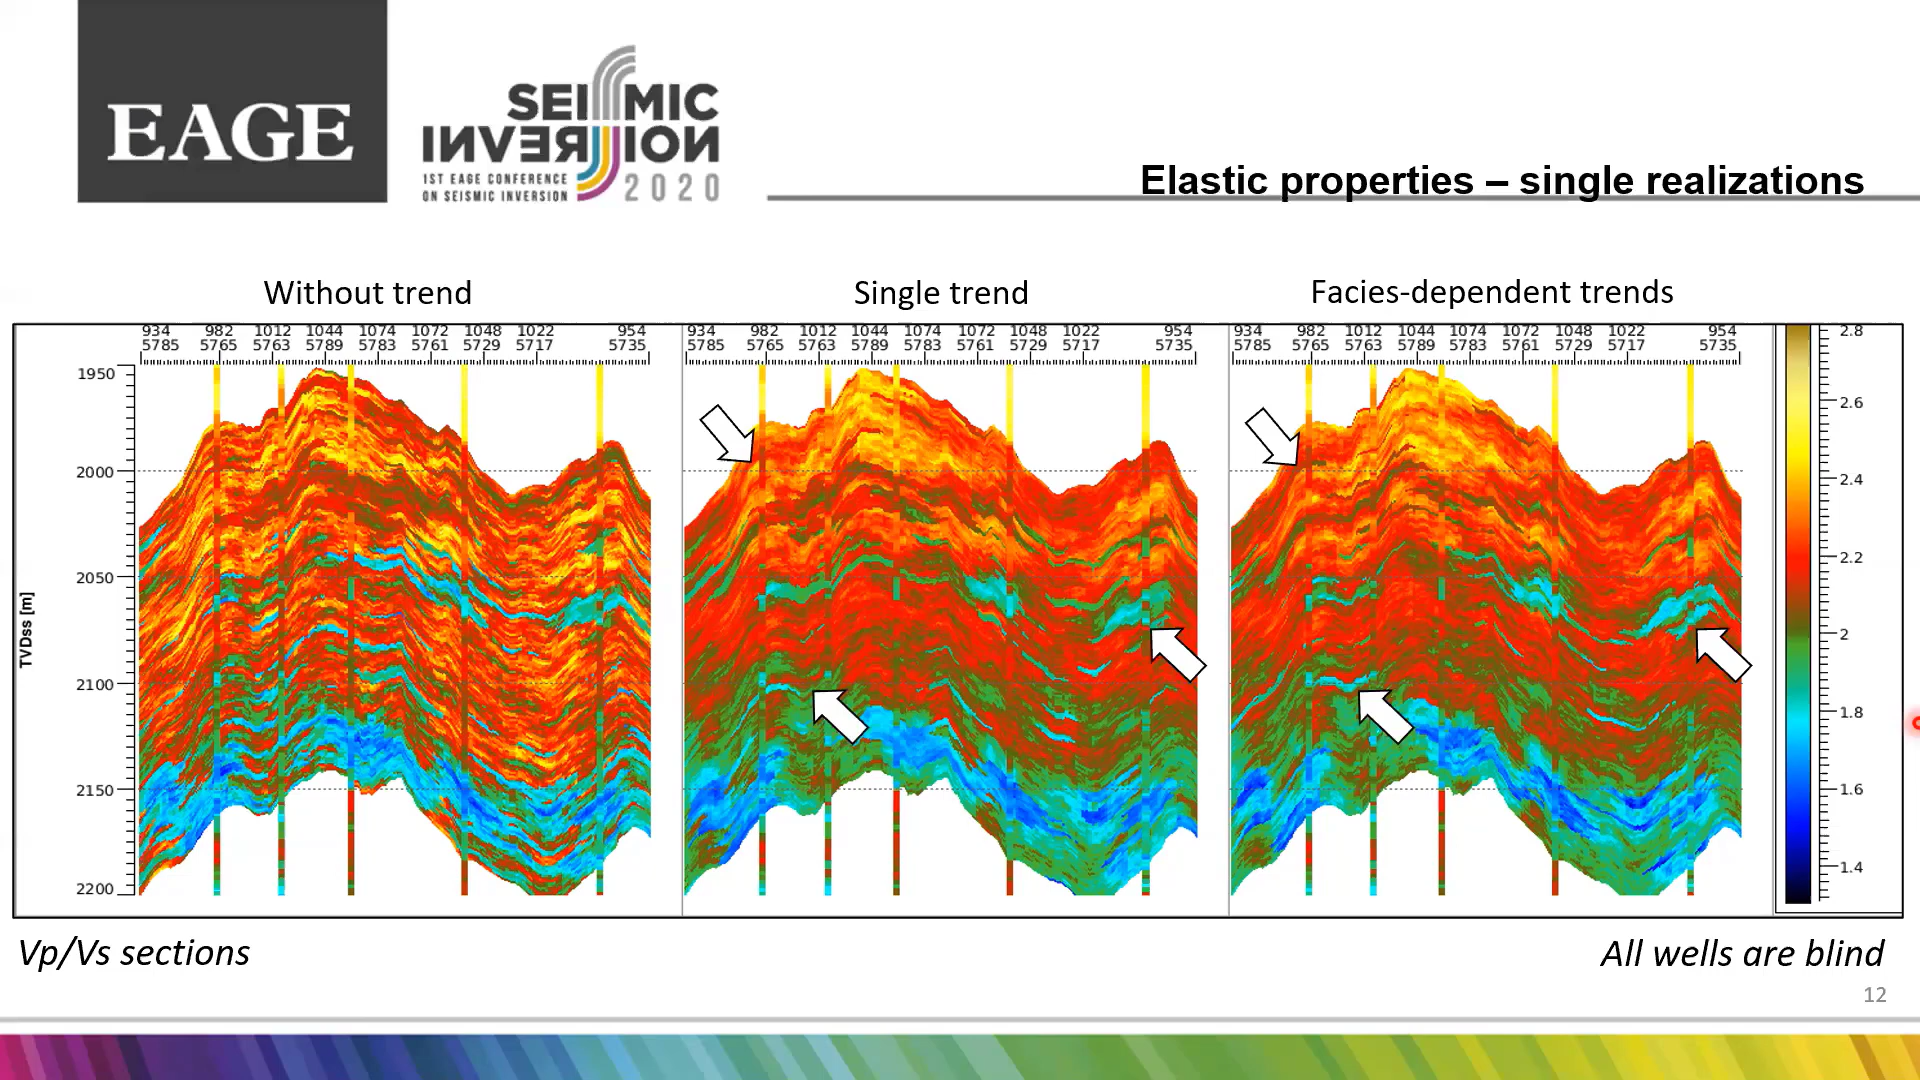 EAGE
SEISMIC
INVERSION
1ST EAGE CONFERENCE
ON SEISMIC INVERSION
2020
Elastic properties – single realizations
Without trend
Single trend
Facies-dependent trends
934 982 1012 1044 1074 1072 1048 1022 954
5785 5765 5763 5789 5783 5761 5729 5717 5735
934 982 1012 1044 1074 1072 1048 1022 954
5785 5765 5763 5789 5783 5761 5729 5717 5735
934 982 1012 1044 1074 1072 1048 1022 954
5785 5765 5763 5789 5783 5761 5729 5717 5735
TVDss [m]
1950
2000
2050
2100
2150
2200
2.8
2.6
2.4
2.2
2
1.8
1.6
1.4
Vp/Vs sections
All wells are blind
12